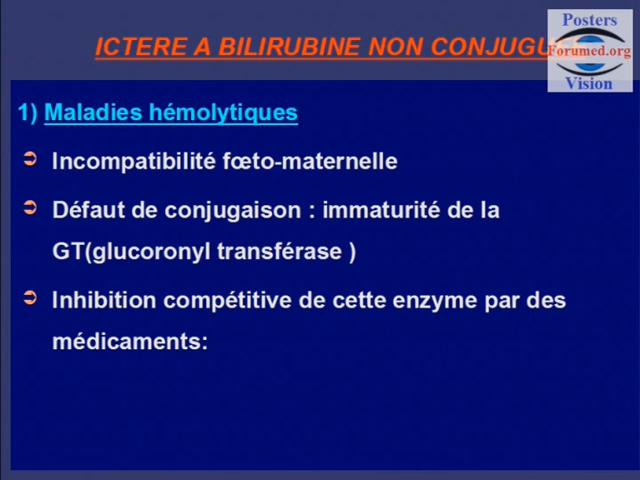 ICTERE A BILIRUBINE NON CONJUGU
Posters
Forumed.org
Vision
1) Maladies hémolytiques
➲ Incompatibilité fœto-maternelle
➲ Défaut de conjugaison : immaturité de la
GT(glucoronyl transférase )
➲ Inhibition compétitive de cette enzyme par des
médicaments: